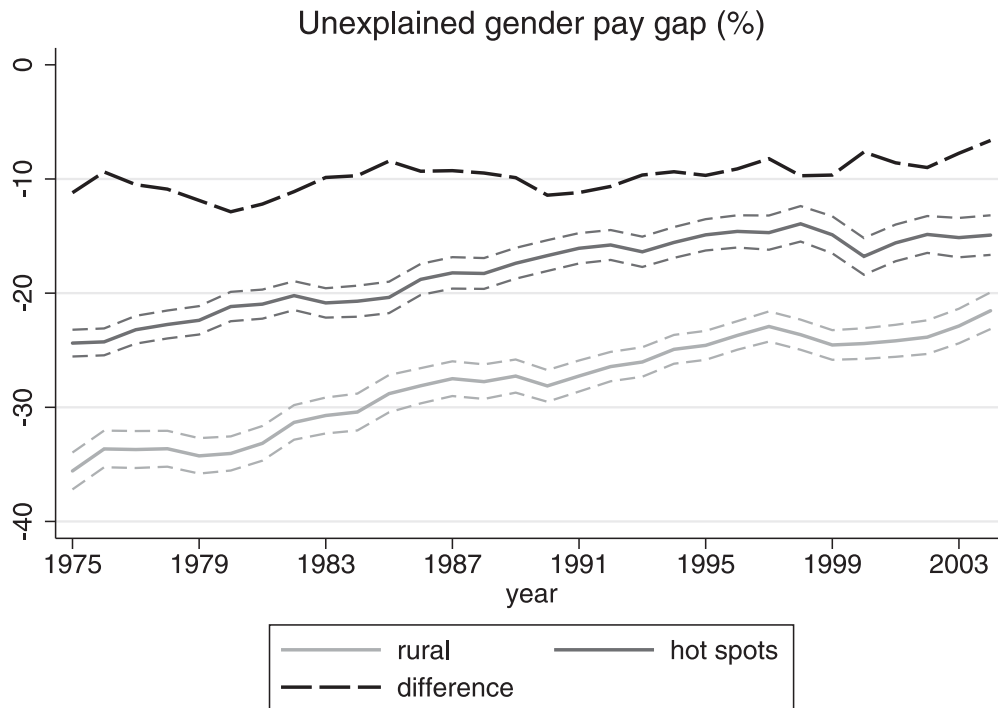 Unexplained gender pay gap (%)
0
-10
-20
-30
-40
1975 1979 1983 1987 1991 1995 1999 2003
year
rural hot spots
difference